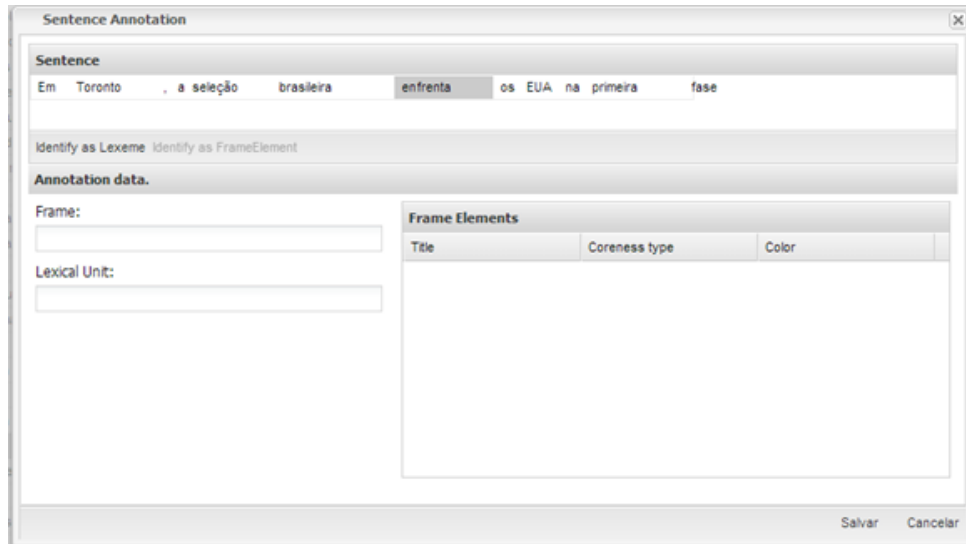 Sentence Annotation
Sentence
Em Toronto , a seleção brasileira enfrenta os EUA na primeira fase
Identify as Lexeme Identify as FrameElement
Annotation data.
Frame:
Frame Elements
Title Coreness type Color
Lexical Unit:
Salvar Cancelar